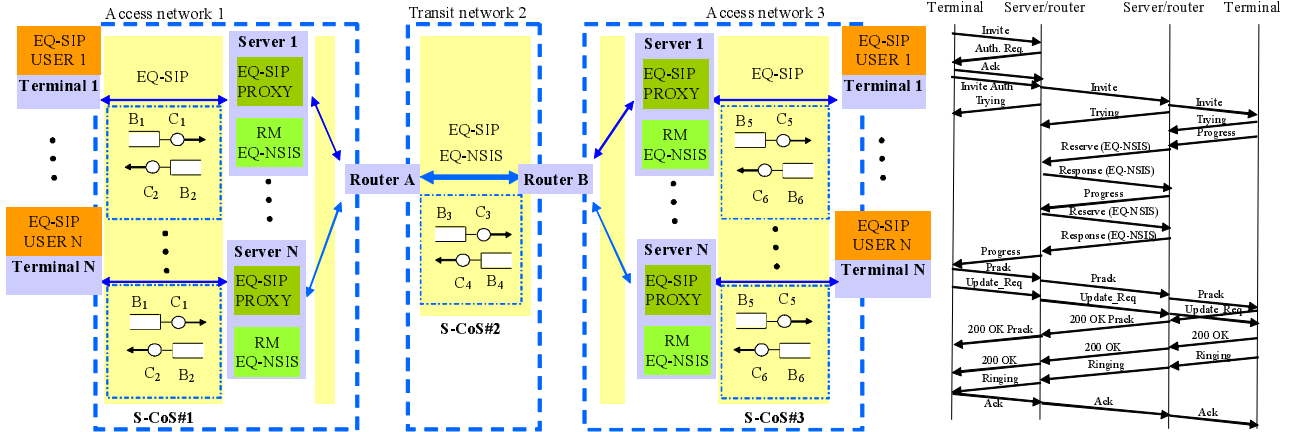 Access network 1
Transit network 2
Access network 3
EQ-SIP
USER 1
Terminal 1
EQ-SIP
B1 C1
C2 B2
Server 1
EQ-SIP
PROXY
RM
EQ-NSIS
EQ-SIP
USER N
Terminal N
B1 C1
C2 B2
Server N
EQ-SIP
PROXY
RM
EQ-NSIS
S-CoS#1
Router A
EQ-SIP
EQ-NSIS
Router B
B3 C3
C4 B4
S-CoS#2
Server 1
EQ-SIP
PROXY
RM
EQ-NSIS
EQ-SIP
B5 C5
C6 B6
EQ-SIP
USER 1
Terminal 1
Server N
EQ-SIP
PROXY
RM
EQ-NSIS
B5 C5
C6 B6
EQ-SIP
USER N
Terminal N
S-CoS#3
Terminal Server/router Server/router Terminal
Invite
Auth. Req.
Ack
Invite Auth
Invite
Invite
Trying
Trying
Trying
Progress
Reserve (EQ-NSIS)
Response (EQ-NSIS)
Progress
Reserve (EQ-NSIS)
Response (EQ-NSIS)
Progress
Prack
Prack
Prack
Update_Req
Update_Req
Update_Req
200 OK Prack
200 OK Prack
200 OK
200 OK
200 OK
Ringing
Ringing
Ringing
Ack
Ack
Ack